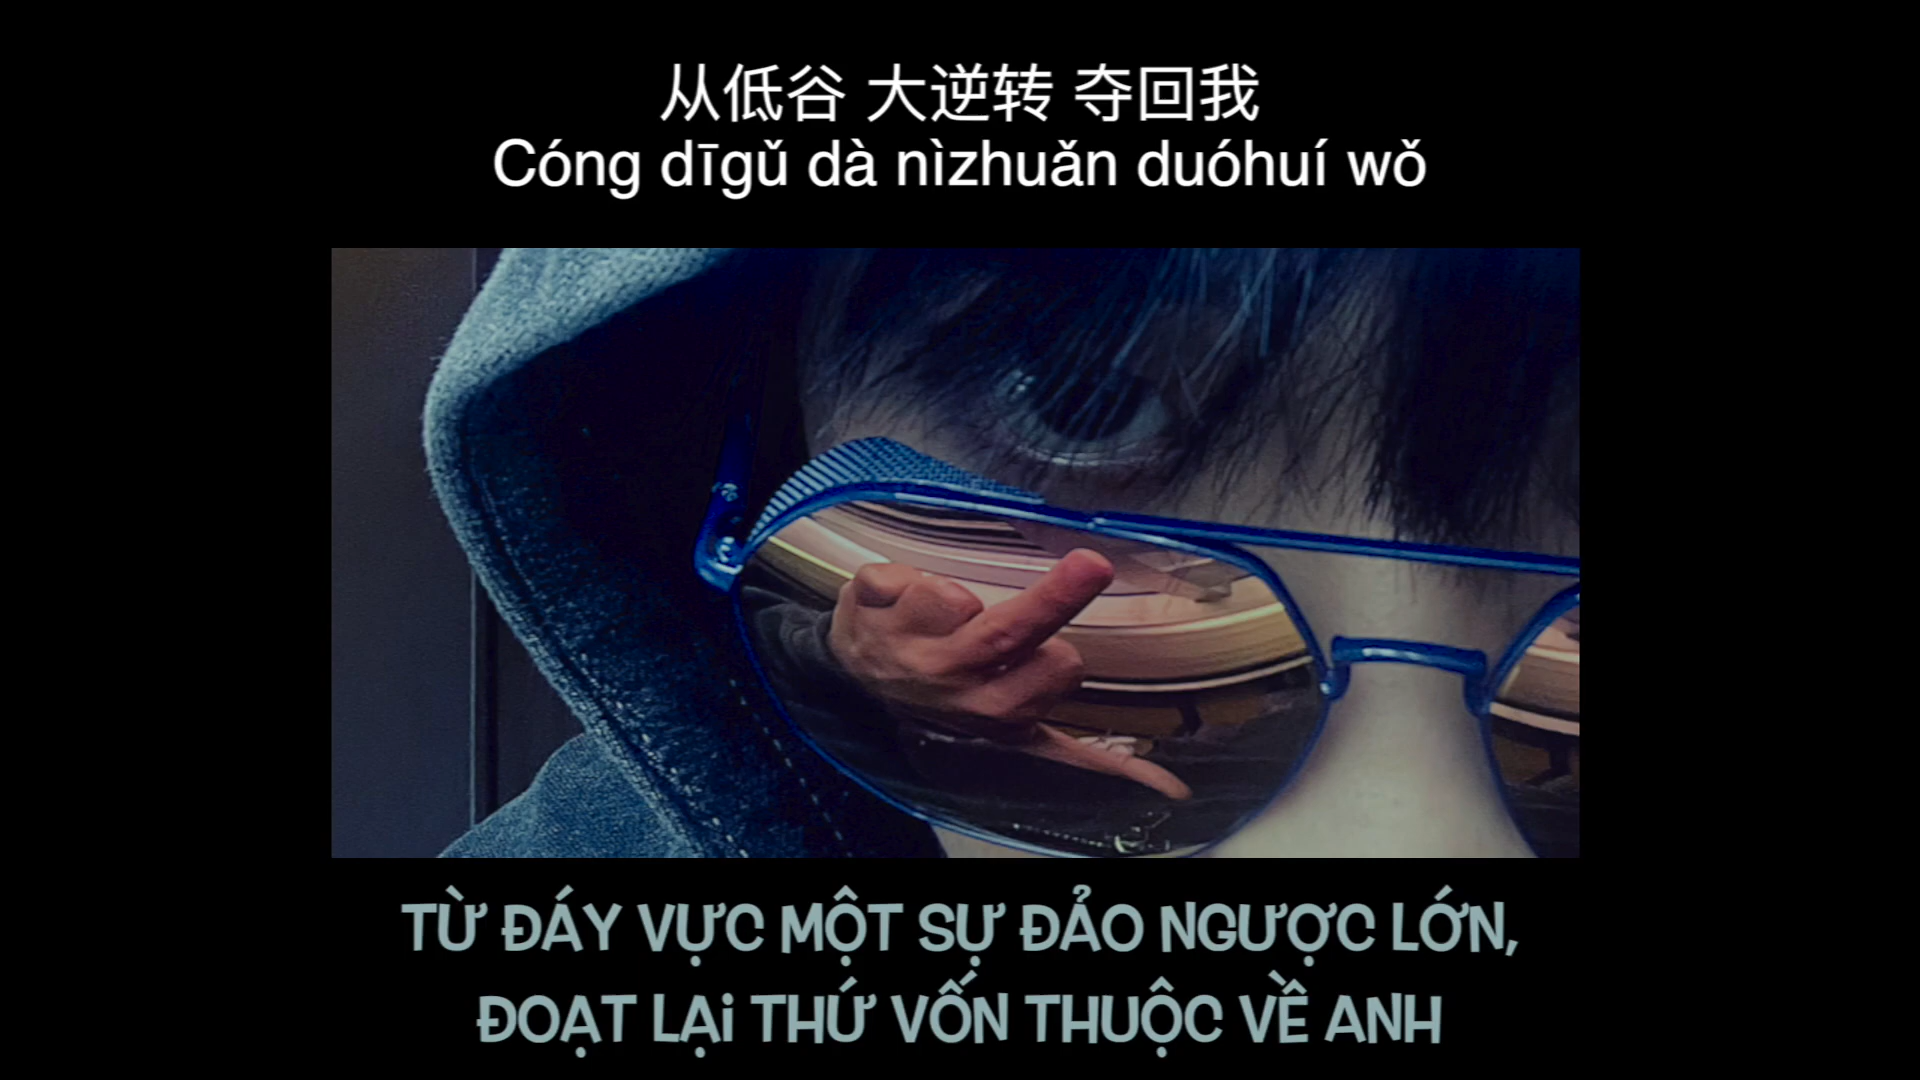 从低谷 大逆转 夺回我
Cóng dīgǔ dà nìzhuǎn duóhuí wǒ
TỪ ĐÁY VỰC MỘT SỰ ĐẢO NGƯỢC LỚN,
ĐOẠT LẠi THỨ VỐN THUỘC VỀ ANH